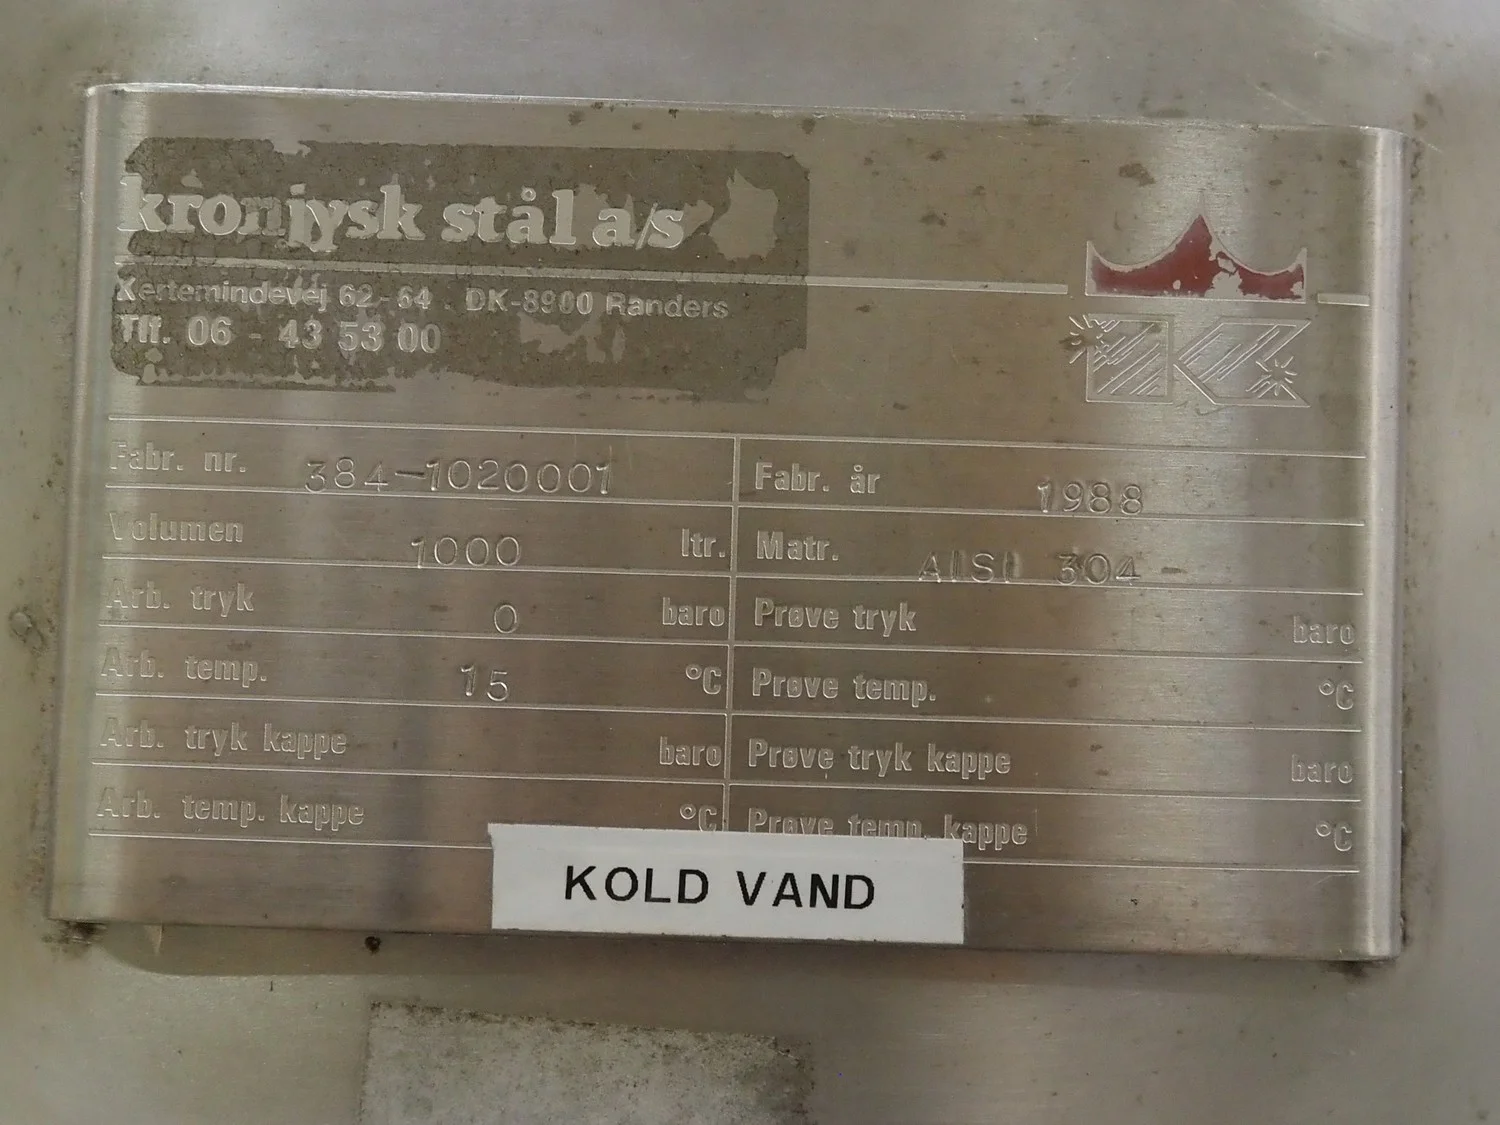 kronjysk stål a/s
Kertemindevej 62-64 . DK-8900 Randers
Tlf. 06 - 43 53 00
Fabr. nr. 384-1020001 Fabr. år 1988
Volumen 1000 ltr. Matr. AISI 304
Arb. tryk 0 baro Prøve tryk baro
Arb. temp. 15 °C Prøve temp. °C
Arb. tryk kappe baro Prøve tryk kappe baro
Arb. temp. kappe °C Prøve temp. kappe °C
KOLD VAND